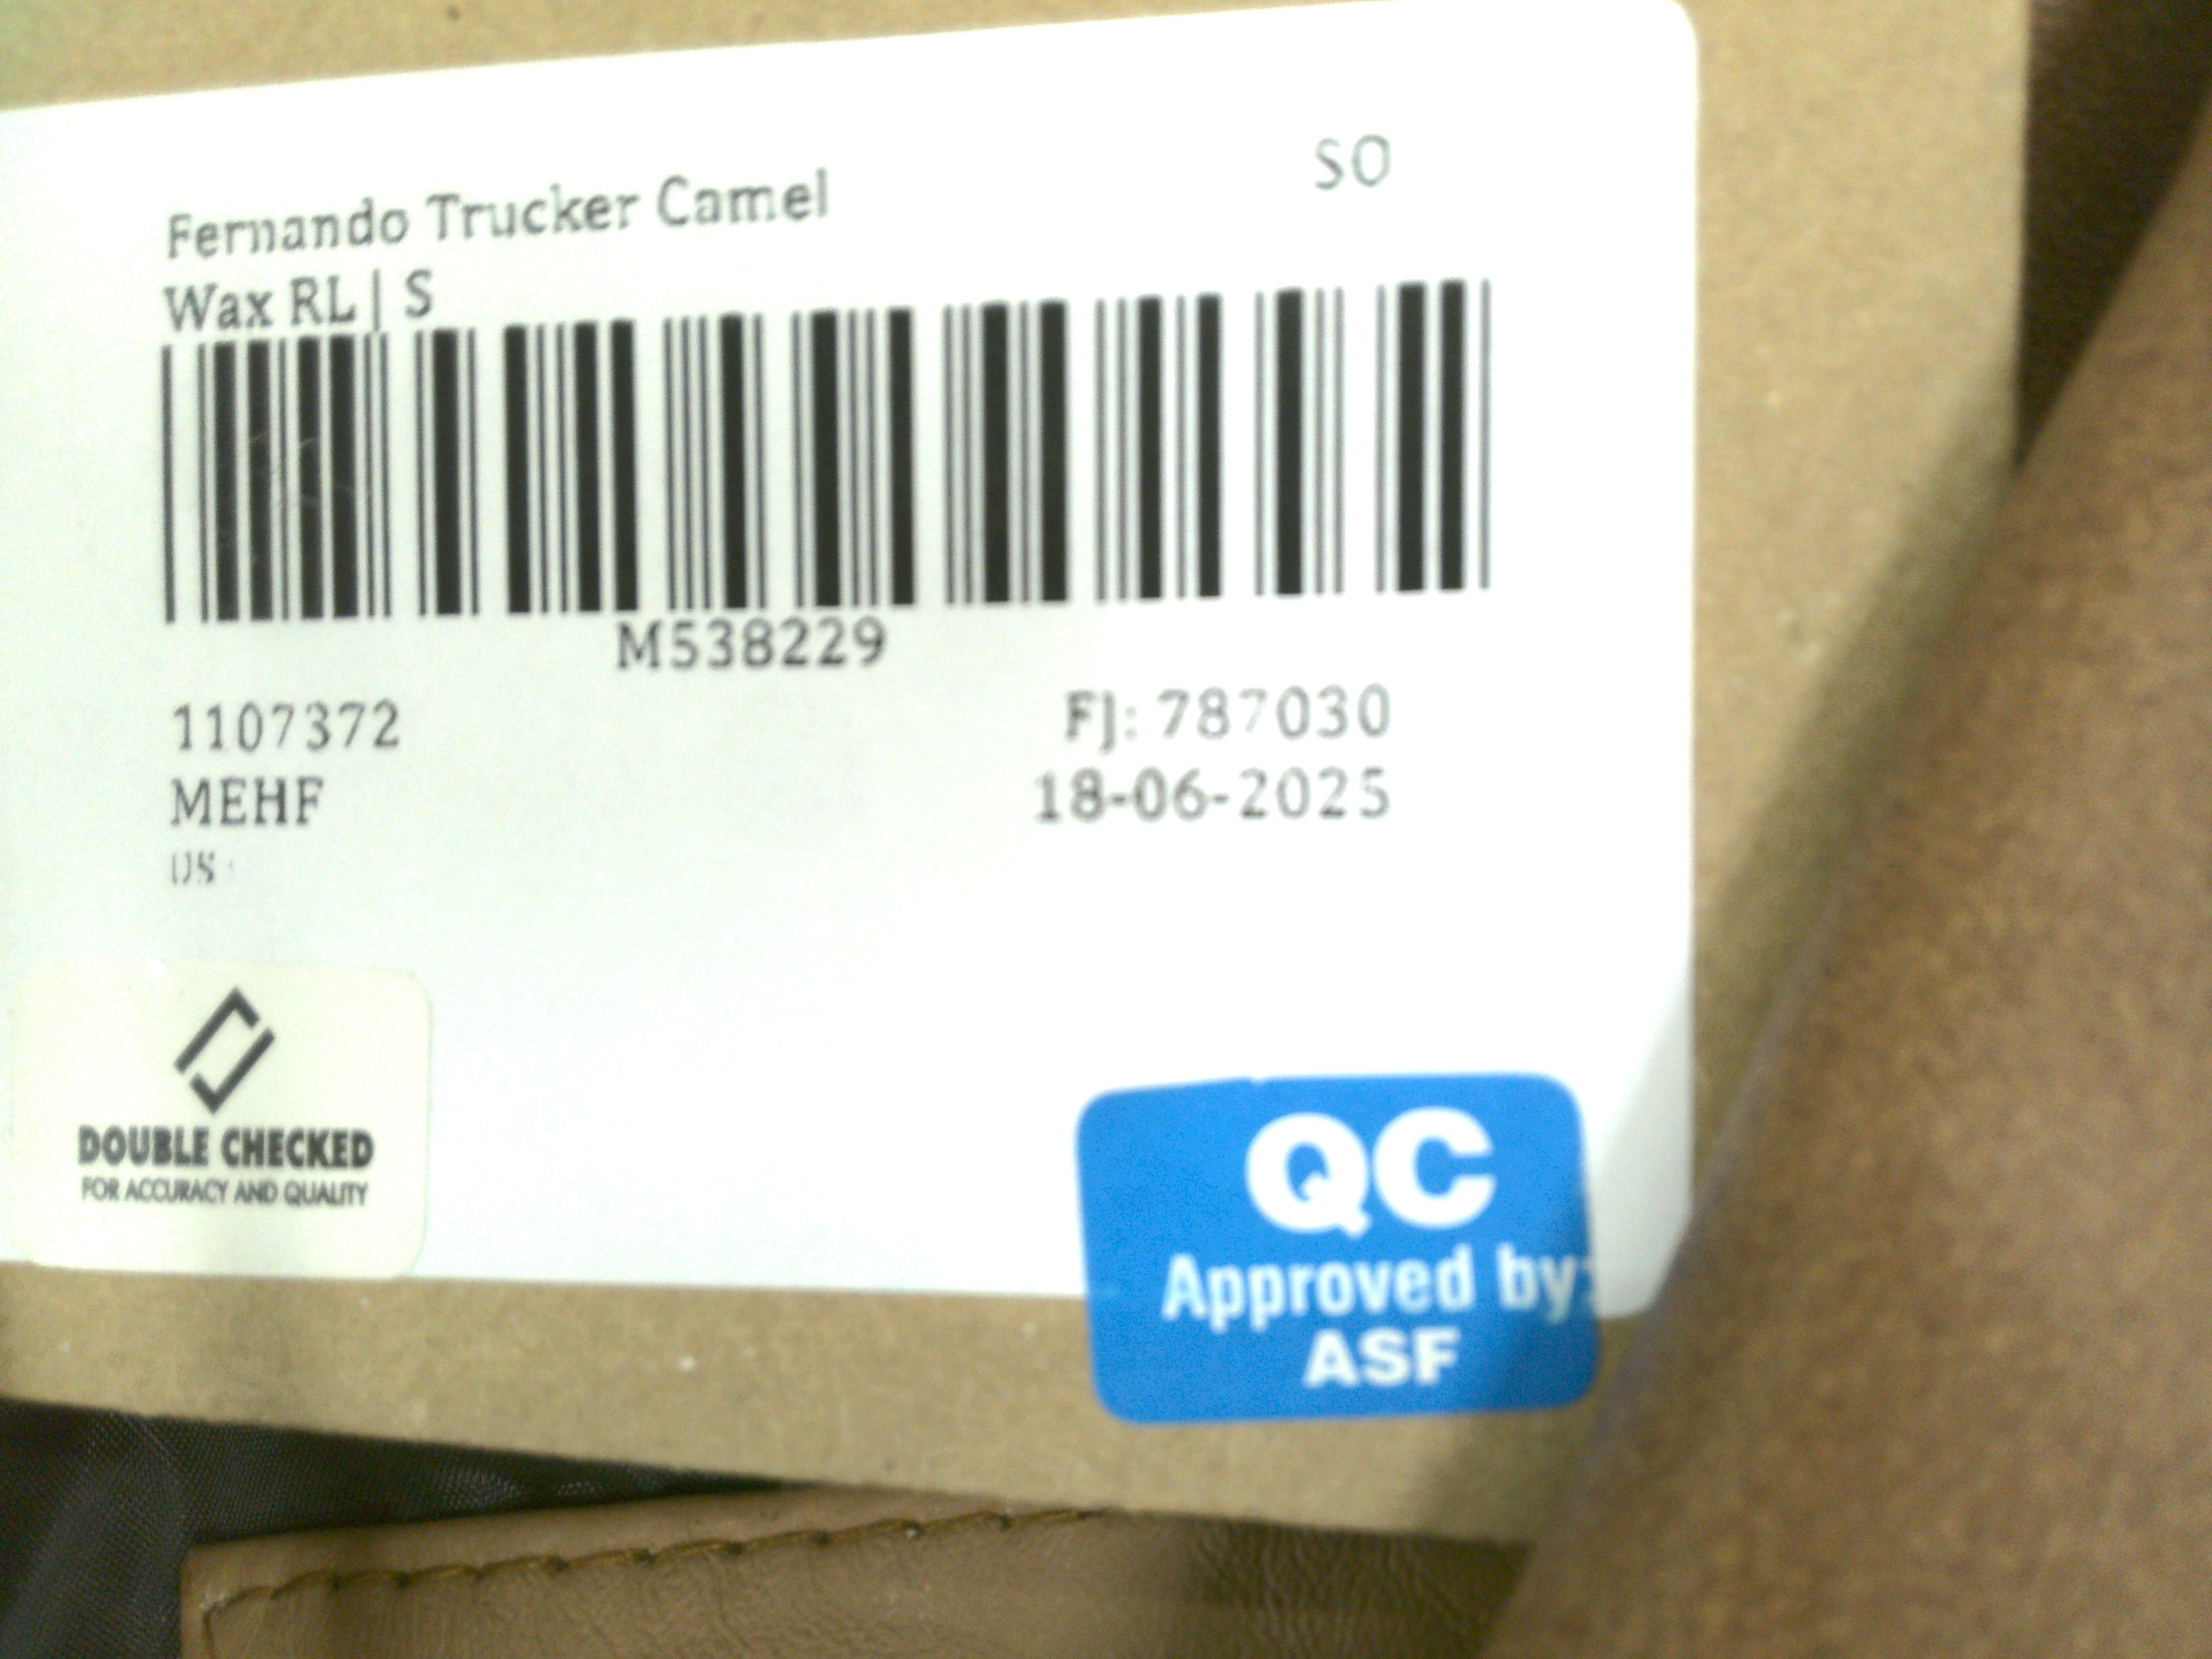 SO
Fernando Trucker Camel
Wax RL | S
M538229
1107372
FJ: 787030
MEHF
18-06-2025
US
DOUBLE CHECKED
FOR ACCURACY AND QUALITY
QC
Approved by:
ASF